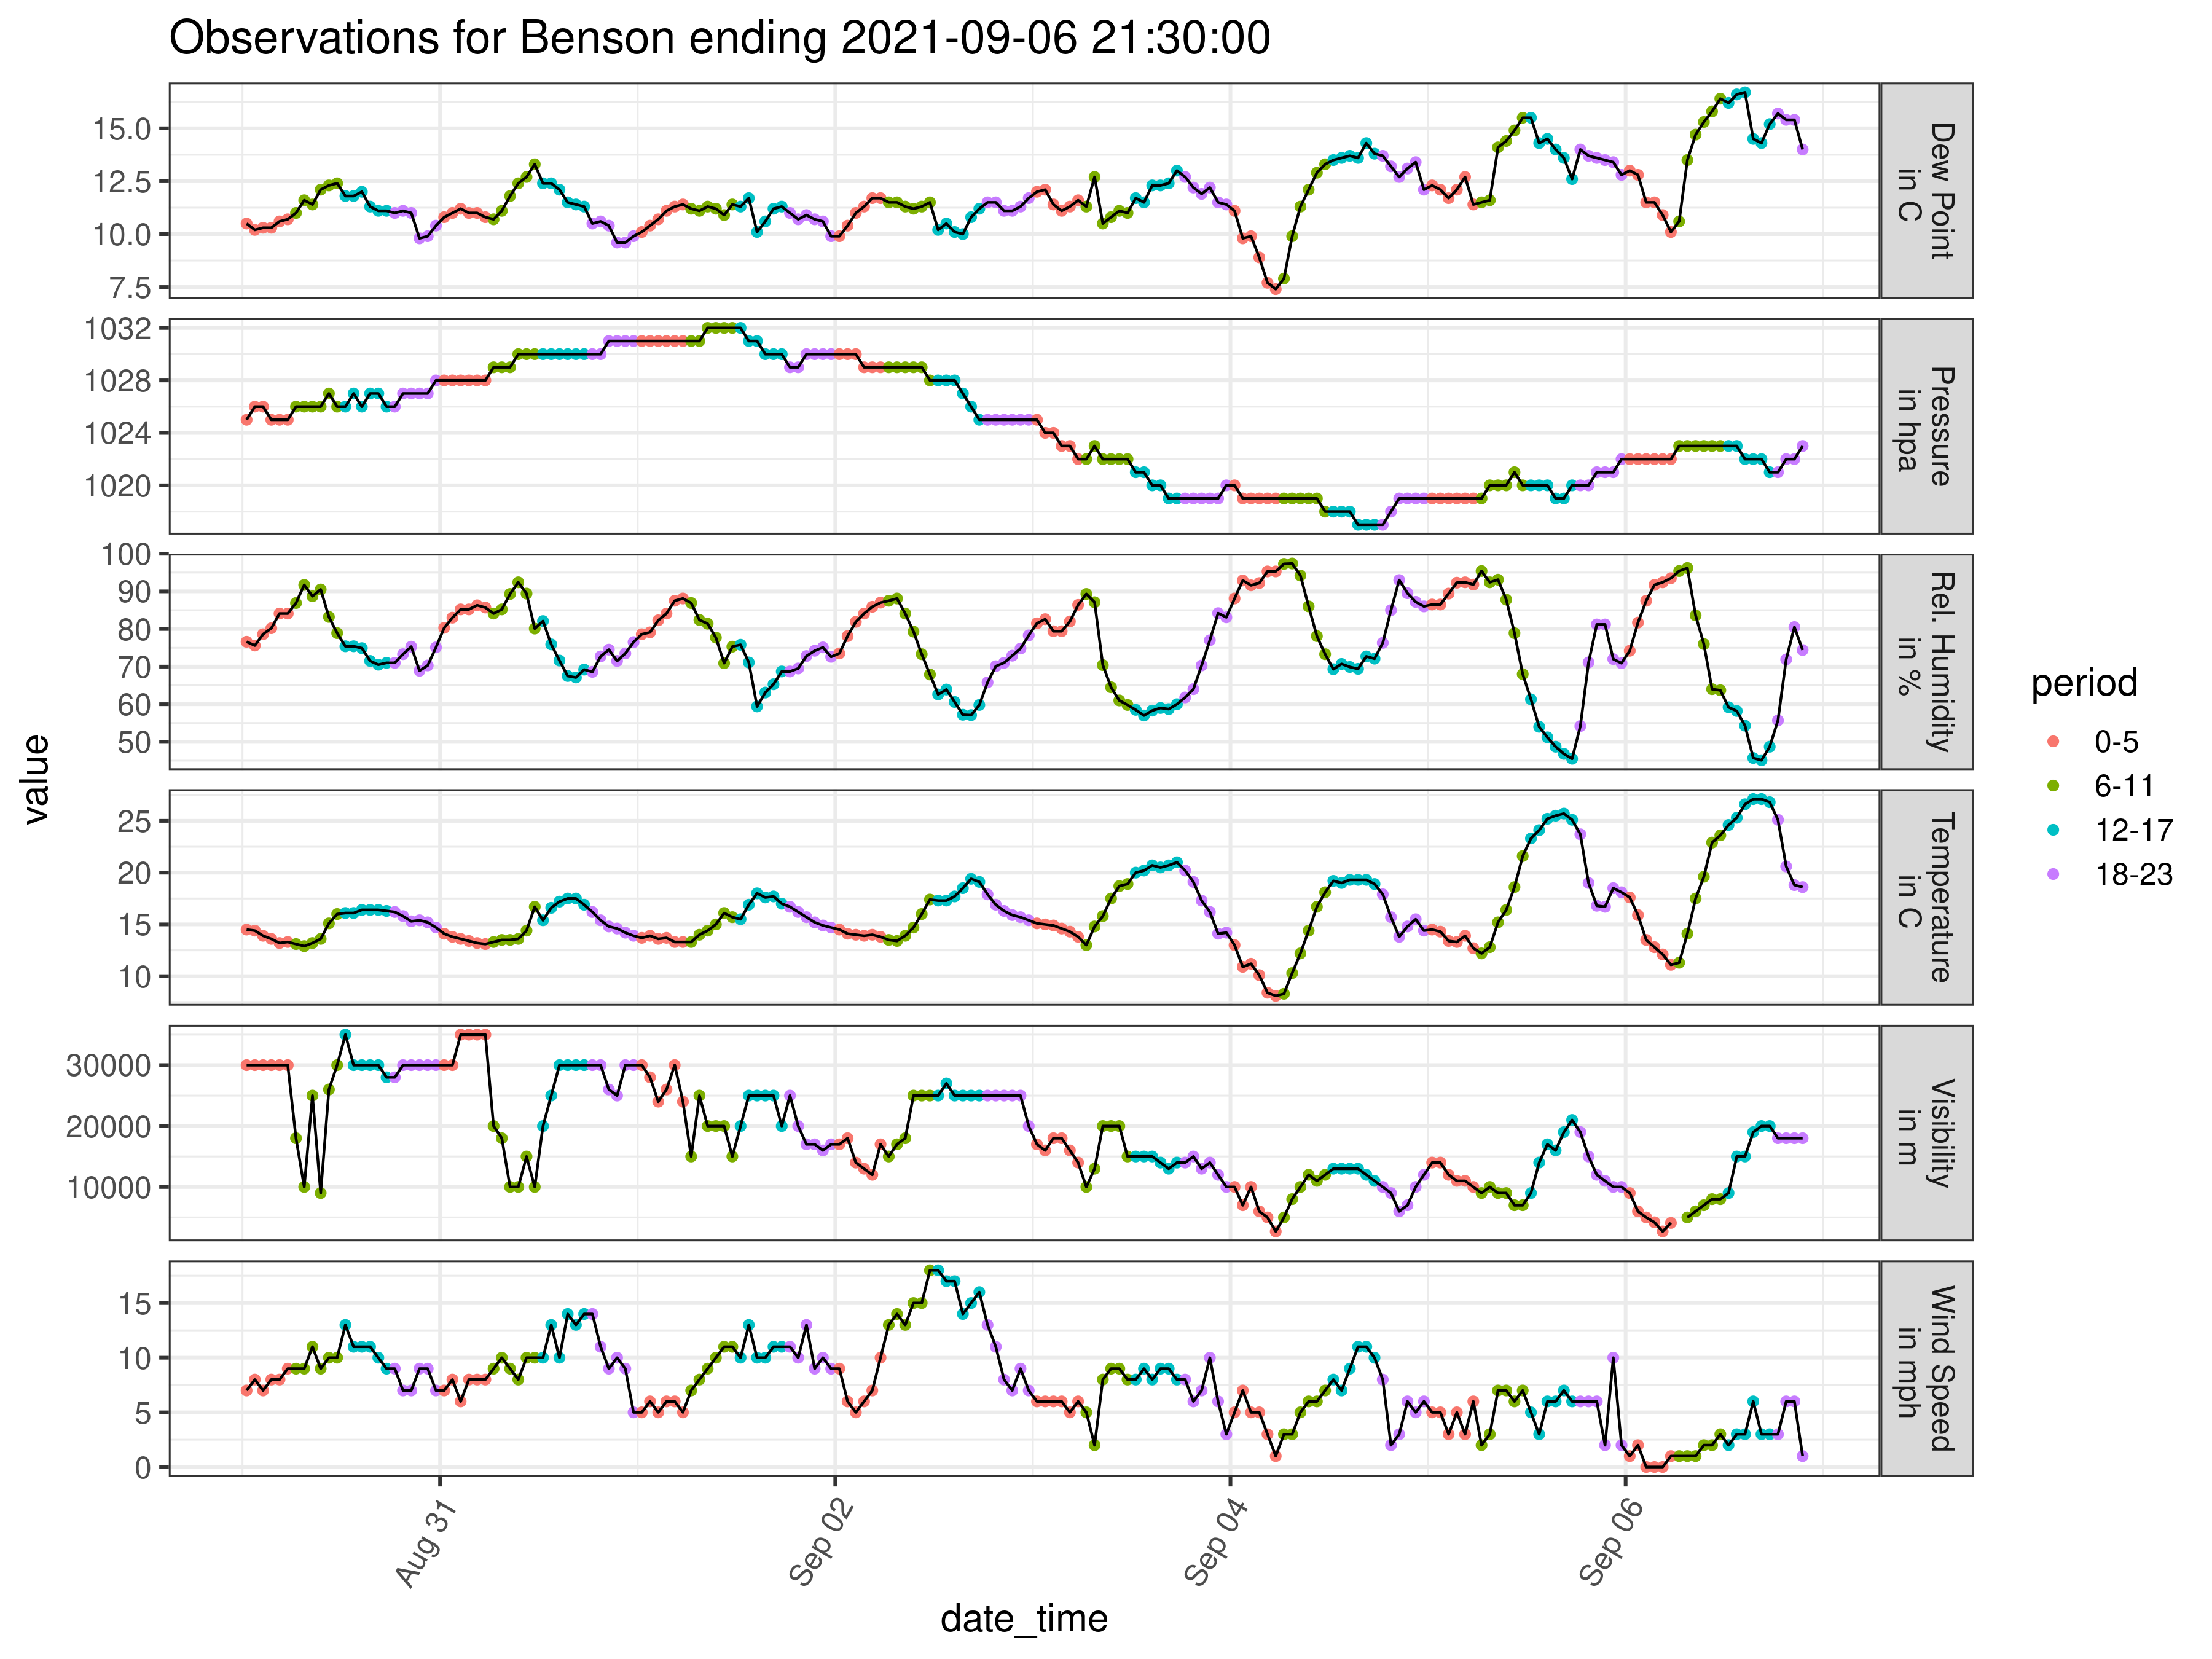 Observations for Benson ending 2021-09-06 21:30:00
value
15.0
12.5
10.0
7.5
Dew Point
in C
1032
1028
1024
1020
Pressure
in hpa
100
90
80
70
60
50
Rel. Humidity
in %
25
20
15
10
Temperature
in C
30000
20000
10000
Visibility
in m
15
10
5
0
Wind Speed
in mph
Aug 31
Sep 02
Sep 04
Sep 06
date_time
period
0-5
6-11
12-17
18-23